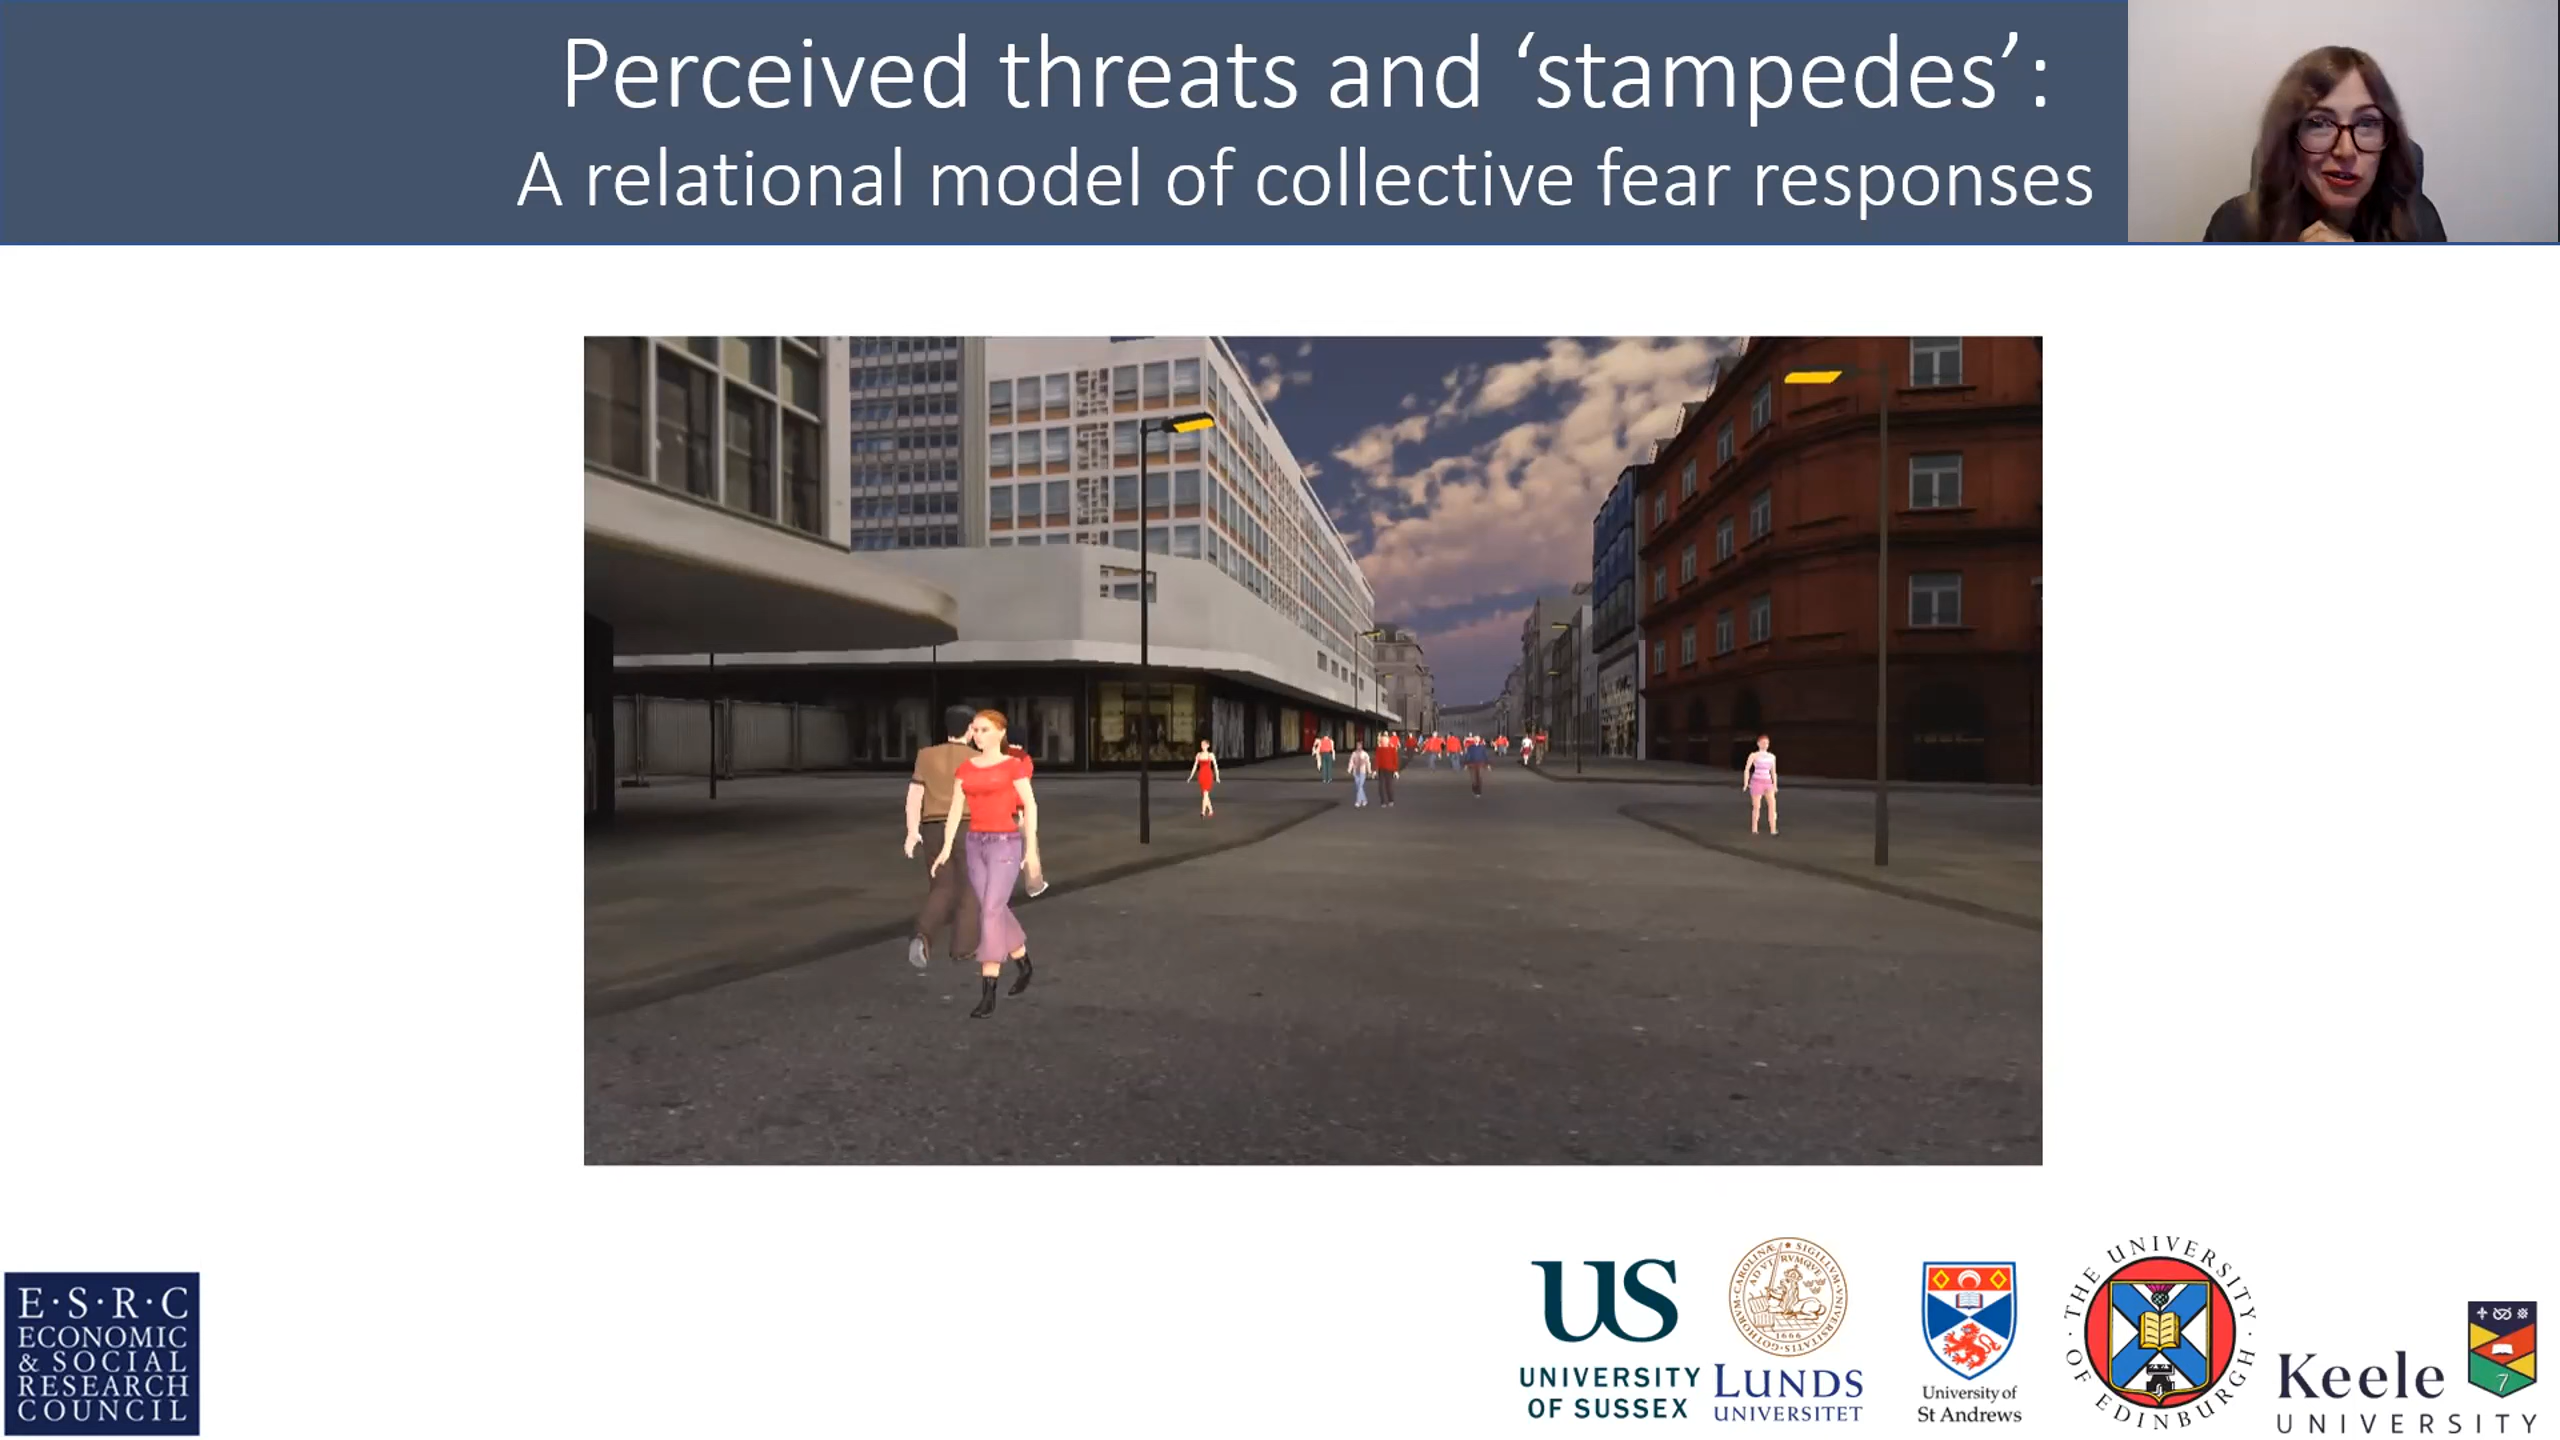 Perceived threats and ‘stampedes’:
A relational model of collective fear responses
E·S·R·C
ECONOMIC
& SOCIAL
RESEARCH
COUNCIL
US
UNIVERSITY
OF SUSSEX
1666
LUNDS
UNIVERSITET
University of
St Andrews
THE UNIVERSITY
OF EDINBURGH
Keele
UNIVERSITY